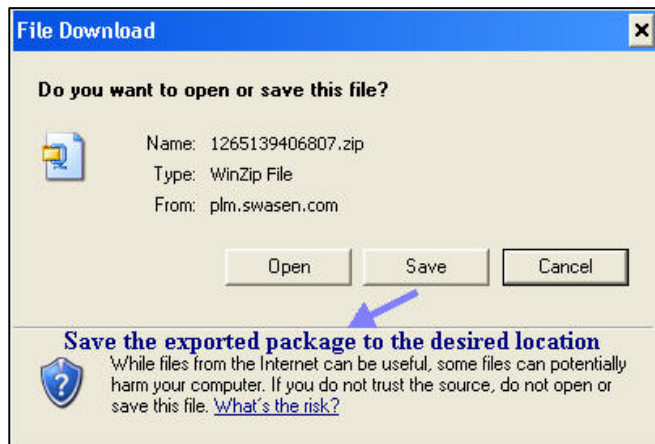 File Download
Do you want to open or save this file?
Name: 1265139406807.zip
Type: WinZip File
From: plm.swasen.com
Open Save Cancel
Save the exported package to the desired location
While files from the Internet can be useful, some files can potentially
harm your computer. If you do not trust the source, do not open or
save this file. What's the risk?